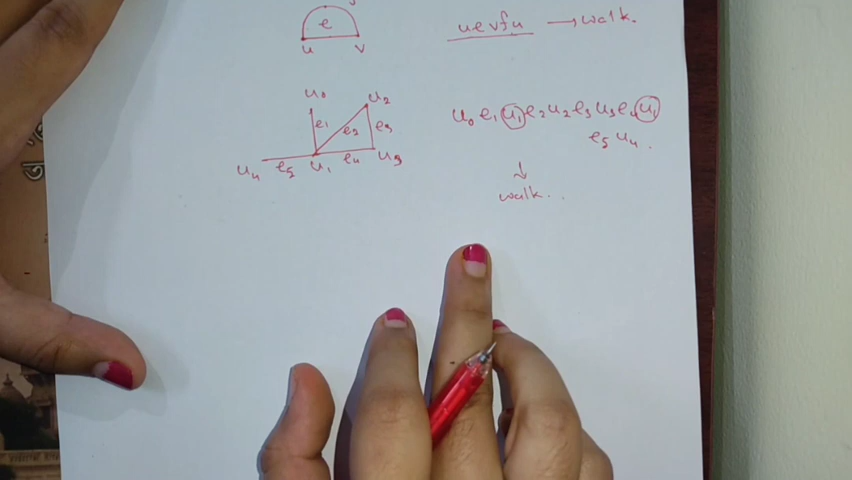 e
u v
u e v f u → walk.
u₀
u₂
e₁ e₂ e₃
u₄ e₅ u₁ e₄ u₃
u₀ e₁ u₁ e₂ u₂ e₃ u₃ e₄ u₁
e₅ u₄ .
↓
walk . .